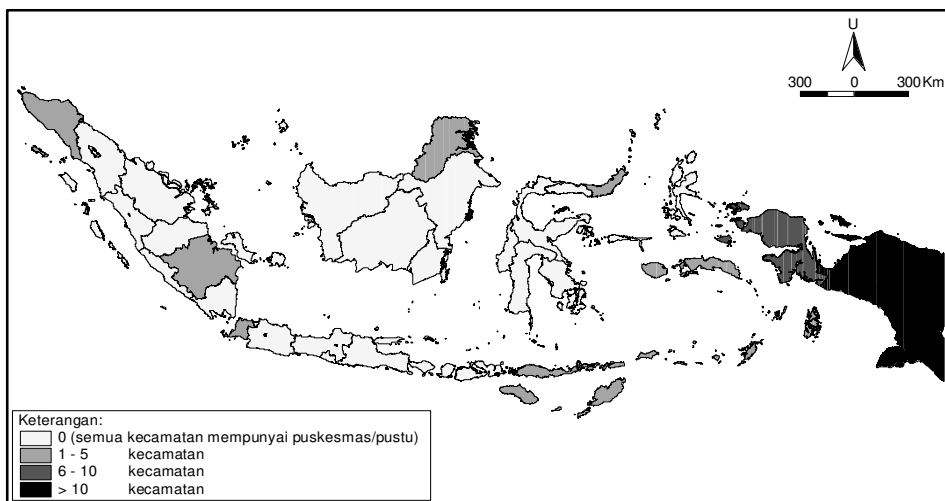 U
300 0 300 Km
Keterangan:
0 (semua kecamatan mempunyai puskesmas/pustu)
1 - 5 kecamatan
6 - 10 kecamatan
> 10 kecamatan